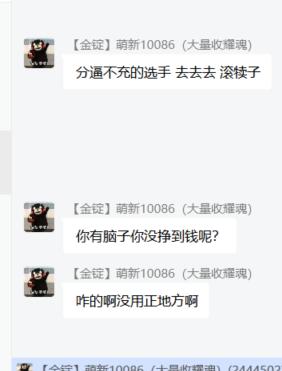 【金锭】萌新10086（大量收耀魂）
分逼不充的选手 去去去 滚犊子
【金锭】萌新10086（大量收耀魂）
你有脑子你没挣到钱呢？
【金锭】萌新10086（大量收耀魂）
咋的啊没用正地方啊
【金锭】萌新10086（大量收耀魂）(2444503